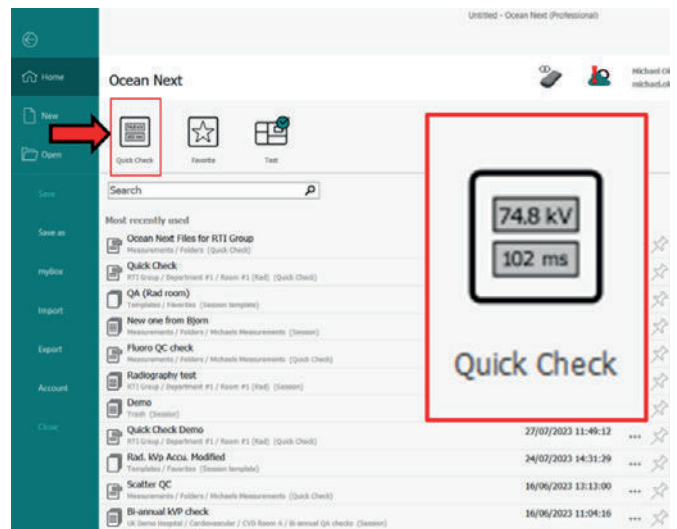 Untitled - Ocean Next (Professional)
Home
Ocean Next
Michael Ok
michael.ol
New
Open
Quick Check
Favorite
Test
Save
Search
Save as
Most recently used
Ocean Next Files for RTI Group
Measurements / Folders (Quick Check)
myBox
Quick Check
RTI Group / Department #1 / Room #1 (Rad) (Quick Check)
QA (Rad room)
Templates / Favorites (Session template)
Import
New one from Bjorn
Measurements / Folders / Michaels Measurements (Session)
Export
Fluoro QC check
Measurements / Folders / Michaels Measurements (Quick Check)
Radiography test
RTI Group / Department #1 / Room #1 (Rad) (Session)
Account
Demo
Trash (Session)
Close
Quick Check Demo
27/02/2023 11:49:12
RTI Group / Department #1 / Room #1 (Rad) (Quick Check)
Rad. kVp Accu. Modified
24/02/2023 14:31:29
Templates / Favorites (Session template)
Scatter QC
16/06/2023 13:13:00
Measurements / Folders / Michaels Measurements (Quick Check)
Bi-annual kVP check
16/06/2023 11:04:16
UK Demo Hospital / Cardiovascular / CVD Room 6 / Bi-annual QA checks (Session)
74.8 kV
102 ms
Quick Check